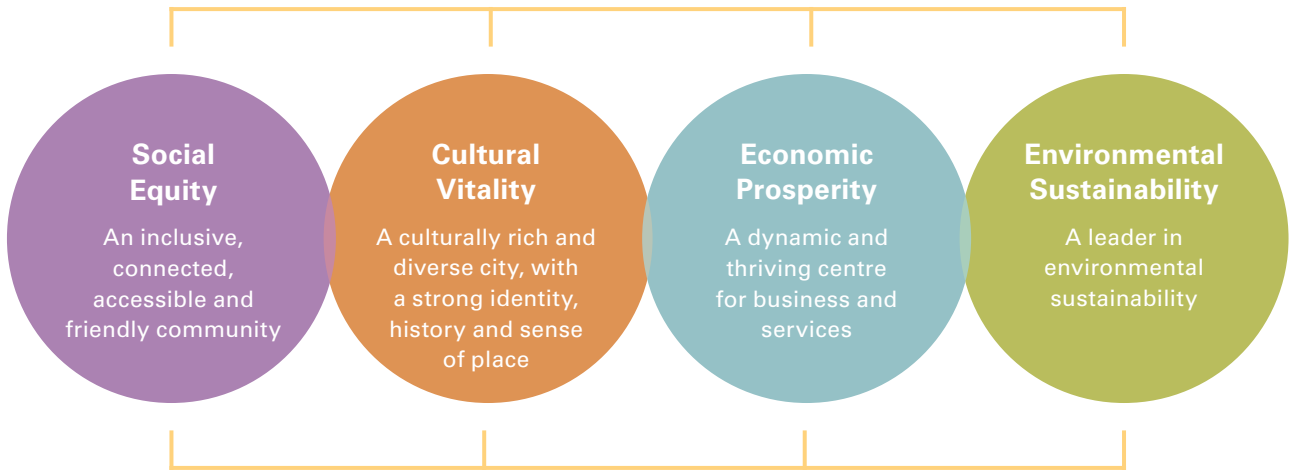 Social
Equity
An inclusive,
connected,
accessible and
friendly community
Cultural
Vitality
A culturally rich and
diverse city, with
a strong identity,
history and sense
of place
Economic
Prosperity
A dynamic and
thriving centre
for business and
services
Environmental
Sustainability
A leader in
environmental
sustainability